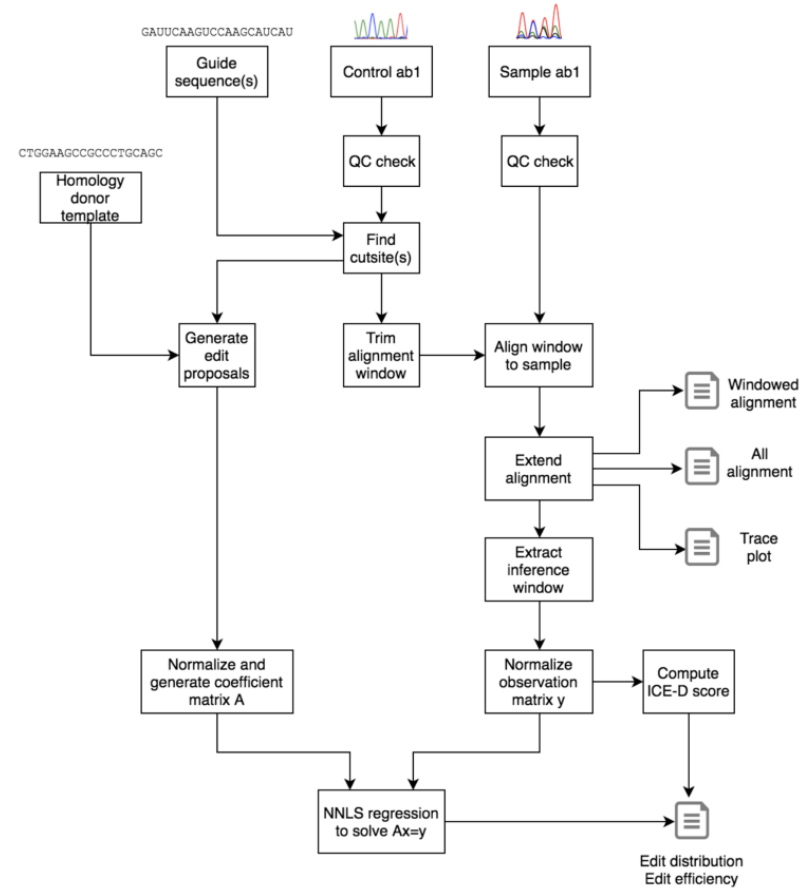 GAUUCAAGUCCAAGCAUCAU
Guide
sequence(s)
Control ab1
Sample ab1
QC check
QC check
CTGGAAGCCGCCCTGCAGC
Homology
donor
template
Find
cutsite(s)
Generate
edit
proposals
Trim
alignment
window
Align window
to sample
Windowed
alignment
Extend
alignment
All
alignment
Trace
plot
Extract
inference
window
Normalize and
generate coefficient
matrix A
Normalize
observation
matrix y
Compute
ICE-D score
NNLS regression
to solve Ax=y
Edit distribution
Edit efficiency